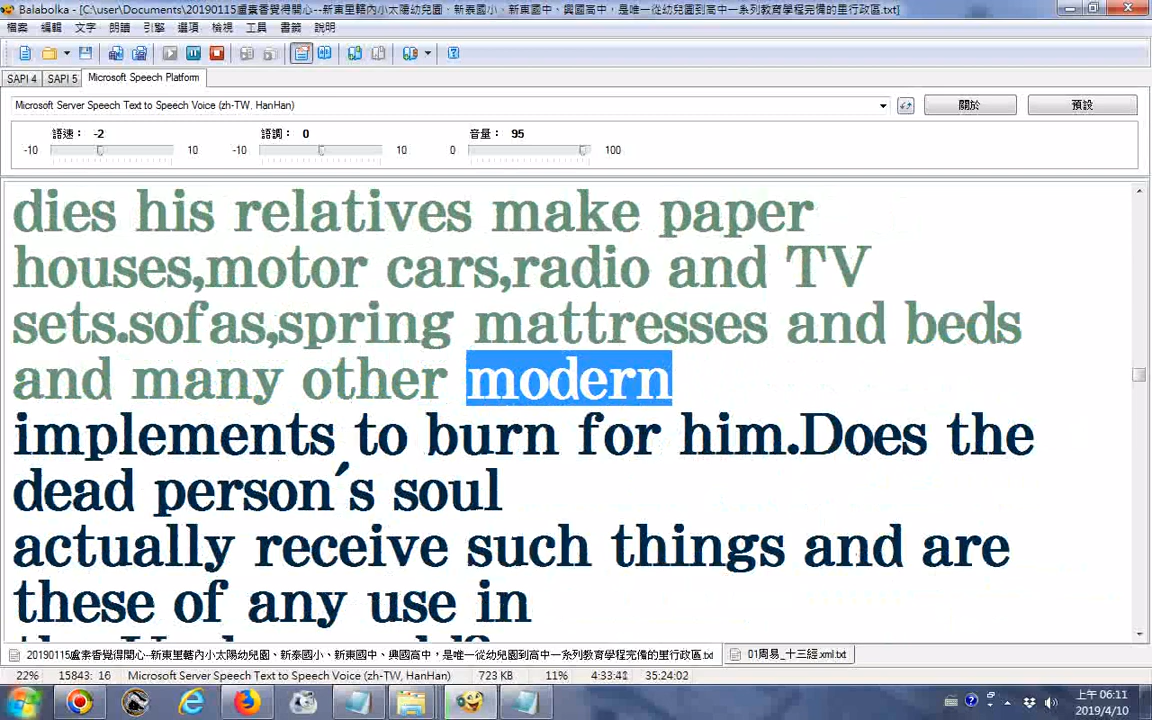 Balabolka - [C:\user\Documents\20190115盧素香覺得開心--新東里轄內小太陽幼兒園、新泰國小、新東國中、興國高中，是唯一從幼兒園到高中一系列教育學程完備的里行政區.txt]
檔案 編輯 文字 朗讀 引擎 選項 檢視 工具 書籤 說明
SAPI 4 SAPI 5 Microsoft Speech Platform
Microsoft Server Speech Text to Speech Voice (zh-TW, HanHan) 關於 預設
語速： -2 語調： 0 音量： 95
-10 10 -10 10 0 100
dies his relatives make paper
houses,motor cars,radio and TV
sets.sofas,spring mattresses and beds
and many other modern
implements to burn for him.Does the
dead person´s soul
actually receive such things and are
these of any use in
20190115盧素香覺得開心--新東里轄內小太陽幼兒園、新泰國小、新東國中、興國高中，是唯一從幼兒園到高中一系列教育學程完備的里行政區.txt 01周易_十三經.xml.txt
22% 15843: 16 Microsoft Server Speech Text to Speech Voice (zh-TW, HanHan) 723 KB 11% 4:33:41 35:24:02
上午 06:11
2019/4/10